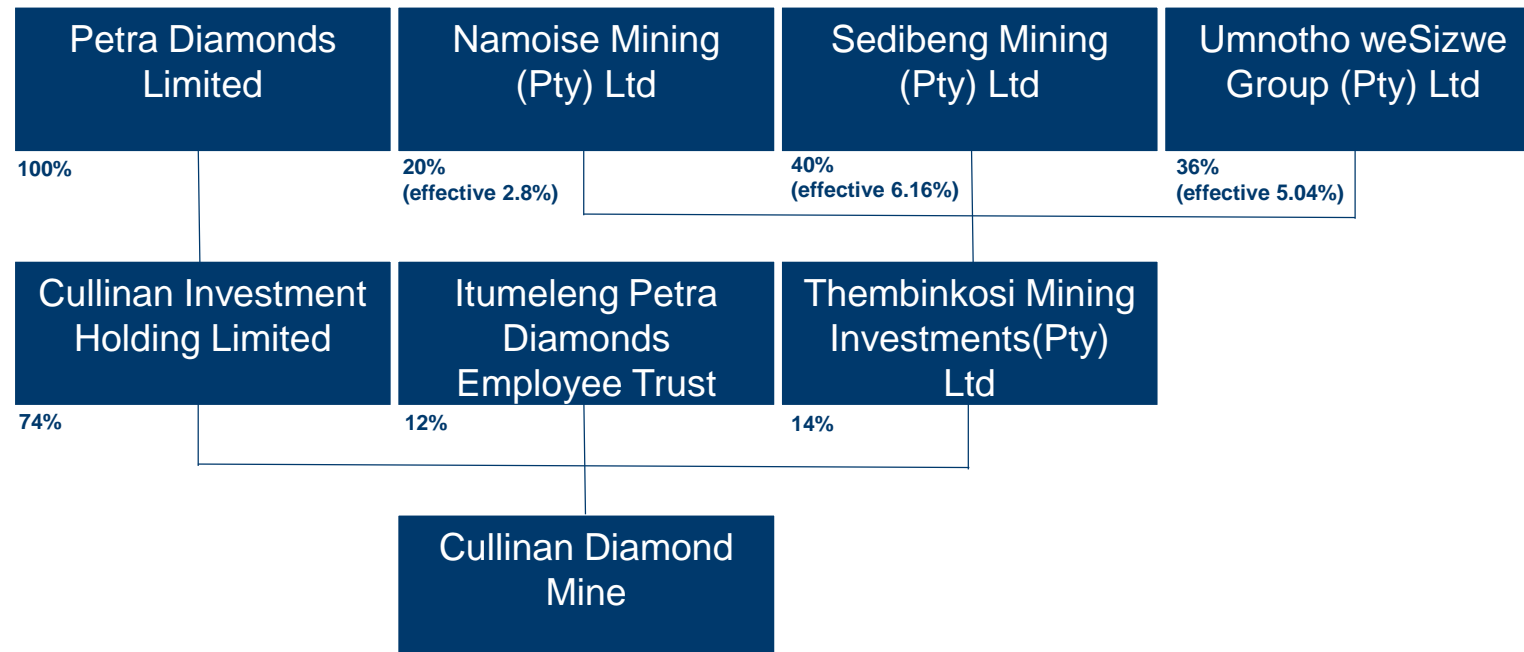 Petra Diamonds
Limited
Namoise Mining
(Pty) Ltd
Sedibeng Mining
(Pty) Ltd
Umnotho weSizwe
Group (Pty) Ltd
100%
20%
(effective 2.8%)
40%
(effective 6.16%)
36%
(effective 5.04%)
Cullinan Investment
Holding Limited
Itumeleng Petra
Diamonds
Employee Trust
Thembinkosi Mining
Investments(Pty)
Ltd
74%
12%
14%
Cullinan Diamond
Mine